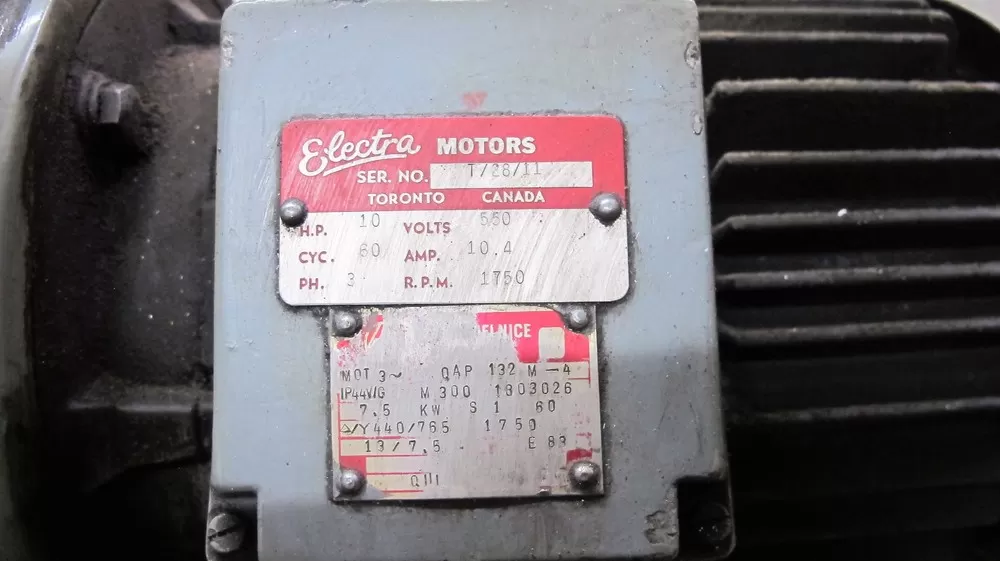 Electra MOTORS
SER. NO. T/28/11
TORONTO CANADA
H.P. 10 VOLTS 550
CYC. 60 AMP. 10.4
PH. 3 R.P.M. 1750
MOT 3~ QAP 132 M-4
IP44V/G M 300 1803026
7.5 KW S 1 60
Δ/Y 440/765 1750
13/7.5 - E 83